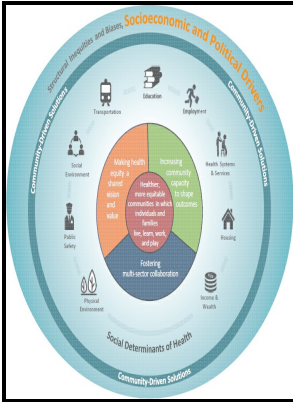 Structural Inequities and Biases, Socioeconomic and Political Drivers
Community-Driven Solutions
Community-Driven Solutions
Education
Transportation
Employment
Social
Environment
Health Systems
& Services
Making health
equity a
shared
vision
and
value
Increasing
community
capacity
to shape
outcomes
Healthier,
more equitable
communities in which
individuals and
families
live, learn, work,
and play
Public
Safety
Housing
Fostering
multi-sector collaboration
Physical
Environment
Income &
Wealth
Social Determinants of Health
Community-Driven Solutions